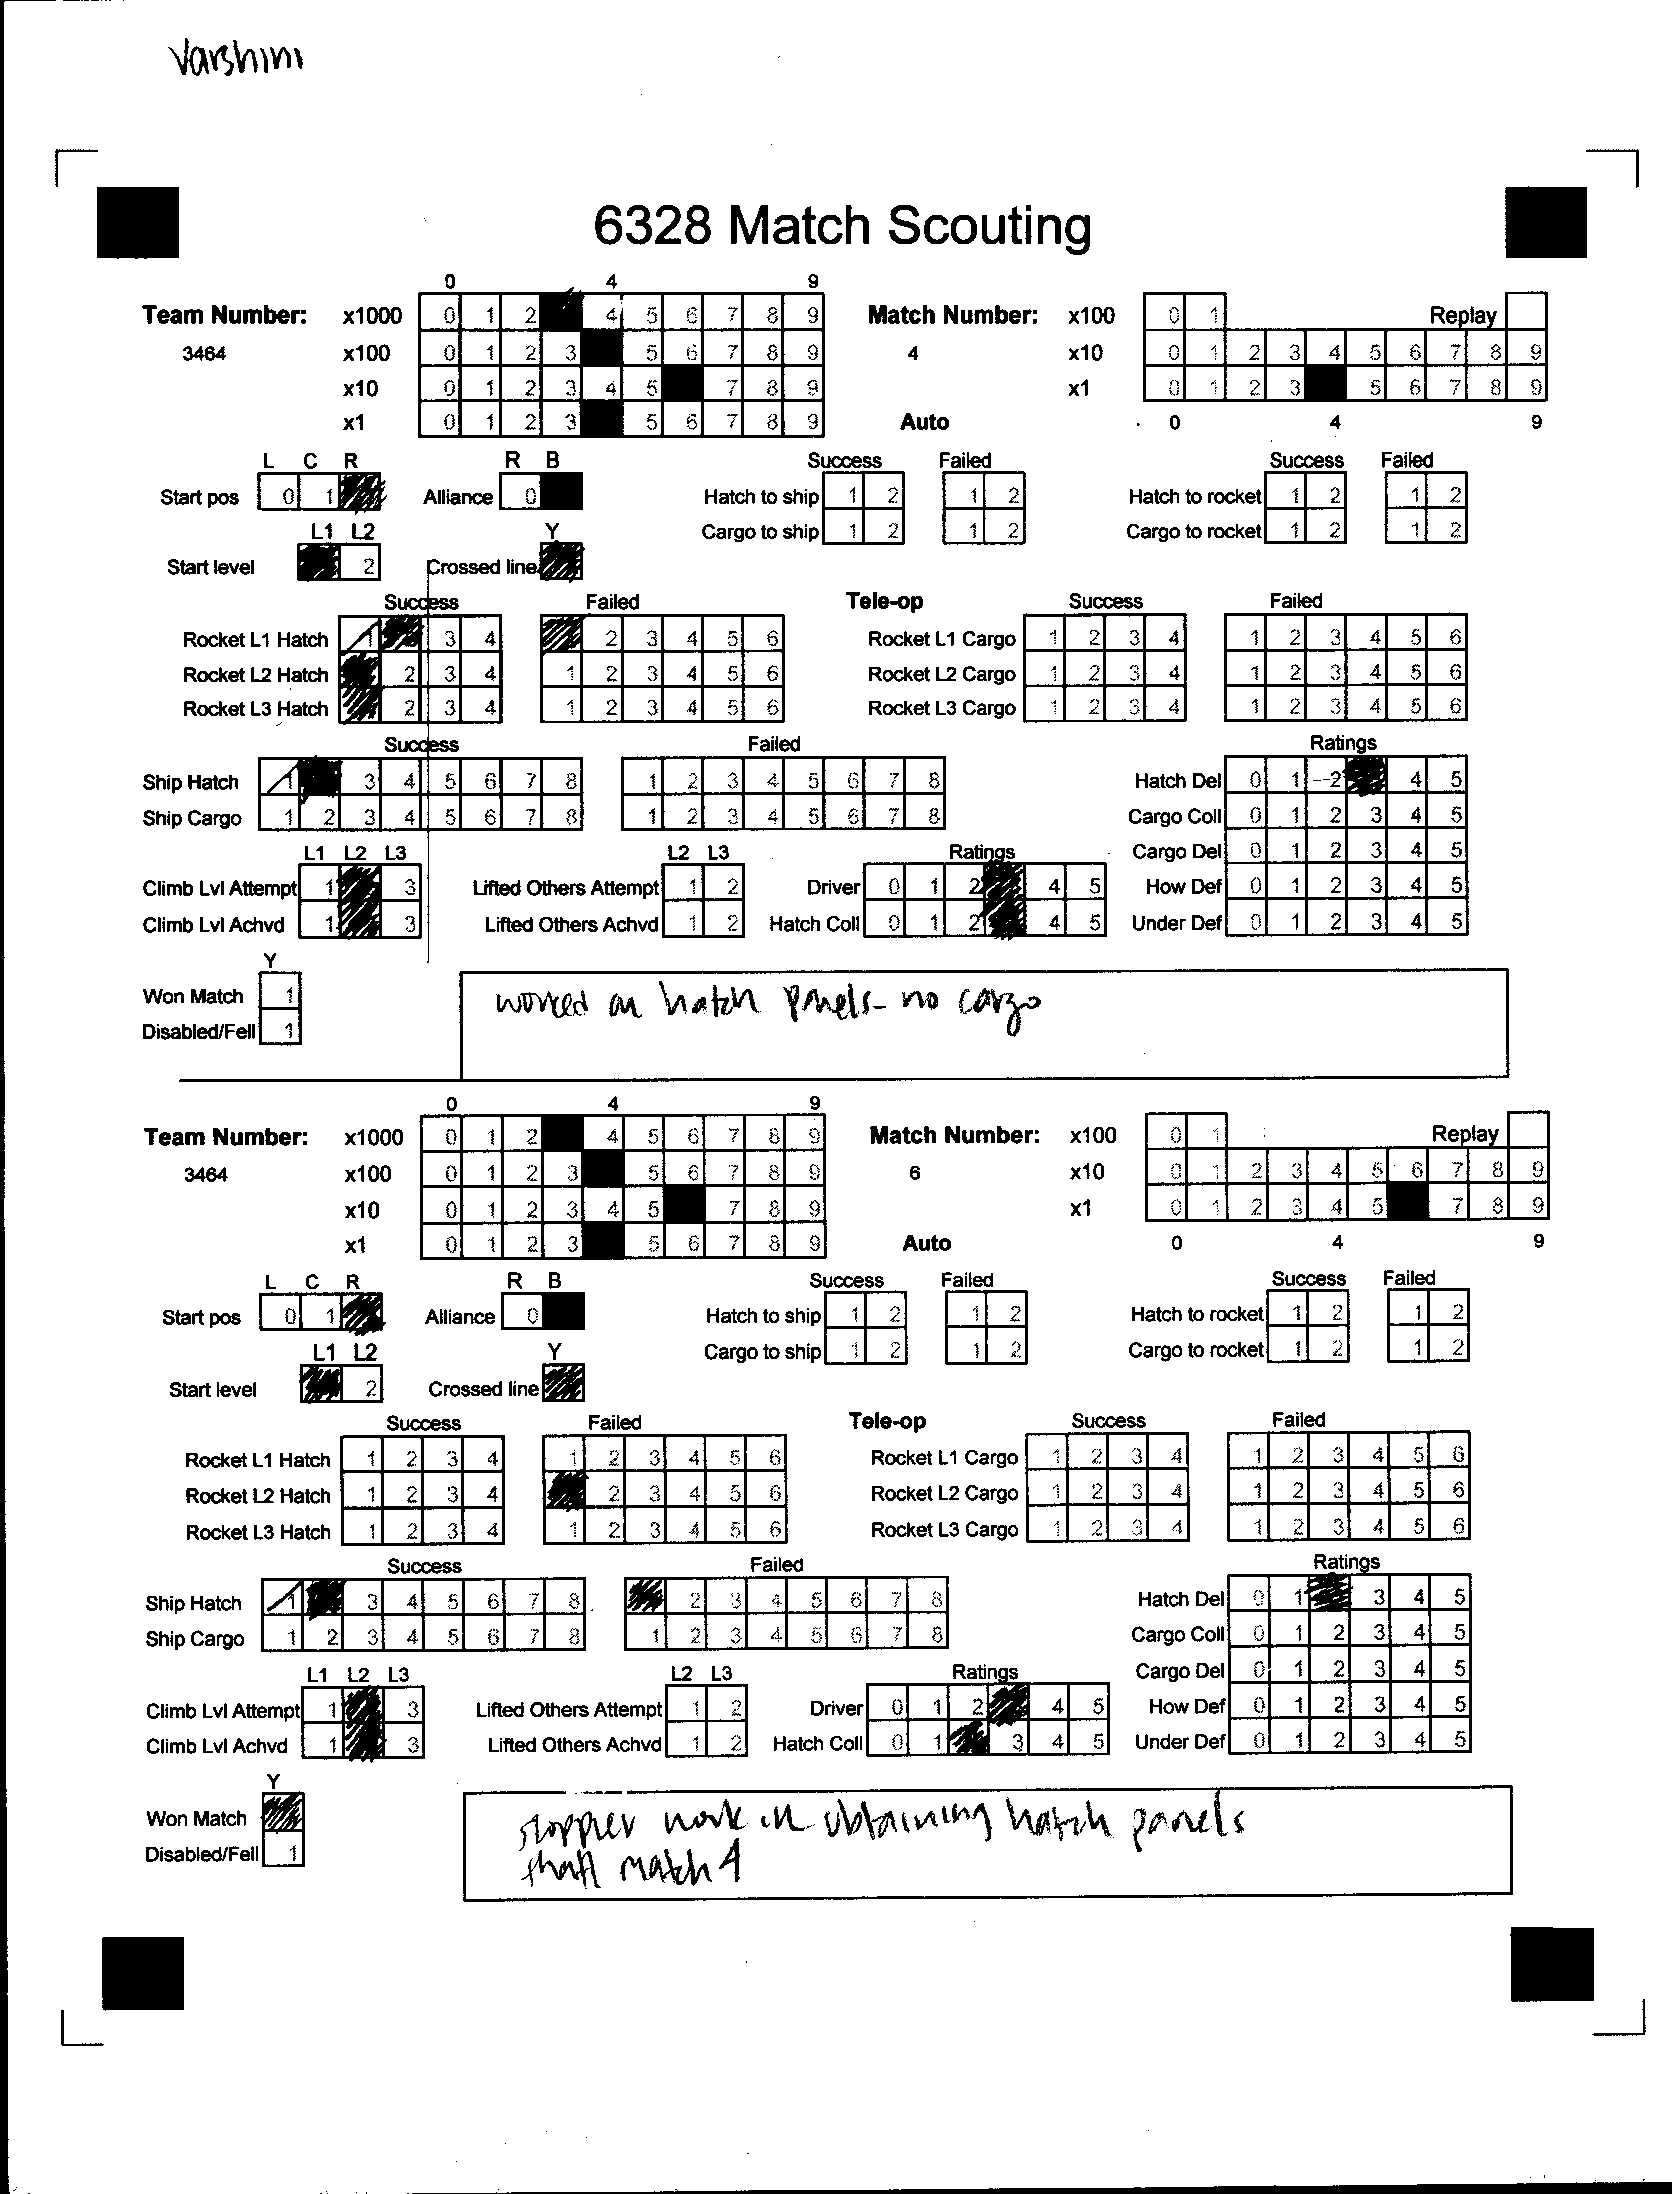 Varshini
6328 Match Scouting
0 4 9
Team Number: x1000 0 1 2 4 5 6 7 8 9 Match Number: x100 0 1 Replay
3464 x100 0 1 2 3 5 6 7 8 9 4 x10 0 1 2 3 4 5 6 7 8 9
x10 0 1 2 3 4 5 7 8 9 x1 0 1 2 3 5 6 7 8 9
x1 0 1 2 3 5 6 7 8 9 Auto 0 4 9
L C R R B Success Failed Success Failed
Start pos 0 1 Alliance 0 Hatch to ship 1 2 1 2 Hatch to rocket 1 2 1 2
L1 L2 Y Cargo to ship 1 2 1 2 Cargo to rocket 1 2 1 2
Start level 2 Crossed line
Success Failed Tele-op Success Failed
Rocket L1 Hatch 1 3 4 2 3 4 5 6 Rocket L1 Cargo 1 2 3 4 1 2 3 4 5 6
Rocket L2 Hatch 2 3 4 1 2 3 4 5 6 Rocket L2 Cargo 1 2 3 4 1 2 3 4 5 6
Rocket L3 Hatch 2 3 4 1 2 3 4 5 6 Rocket L3 Cargo 1 2 3 4 1 2 3 4 5 6
Success Failed Ratings
Ship Hatch 1 3 4 5 6 7 8 1 2 3 4 5 6 7 8 Hatch Del 0 1 2 4 5
Ship Cargo 1 2 3 4 5 6 7 8 1 2 3 4 5 6 7 8 Cargo Coll 0 1 2 3 4 5
L1 L2 L3 L2 L3 Ratings Cargo Del 0 1 2 3 4 5
Climb Lvl Attempt 1 3 Lifted Others Attempt 1 2 Driver 0 1 2 4 5 How Def 0 1 2 3 4 5
Climb Lvl Achvd 1 3 Lifted Others Achvd 1 2 Hatch Coll 0 1 2 4 5 Under Def 0 1 2 3 4 5
Y
Won Match 1 worked on hatch panels - no cargo
Disabled/Fell 1
0 4 9
Team Number: x1000 0 1 2 4 5 6 7 8 9 Match Number: x100 0 1 Replay
3464 x100 0 1 2 3 5 6 7 8 9 6 x10 0 1 2 3 4 5 6 7 8 9
x10 0 1 2 3 4 5 7 8 9 x1 0 1 2 3 4 5 7 8 9
x1 0 1 2 3 5 6 7 8 9 Auto 0 4 9
L C R R B Success Failed Success Failed
Start pos 0 1 Alliance 0 Hatch to ship 1 2 1 2 Hatch to rocket 1 2 1 2
L1 L2 Y Cargo to ship 1 2 1 2 Cargo to rocket 1 2 1 2
Start level 2 Crossed line
Success Failed Tele-op Success Failed
Rocket L1 Hatch 1 2 3 4 1 2 3 4 5 6 Rocket L1 Cargo 1 2 3 4 1 2 3 4 5 6
Rocket L2 Hatch 1 2 3 4 2 3 4 5 6 Rocket L2 Cargo 1 2 3 4 1 2 3 4 5 6
Rocket L3 Hatch 1 2 3 4 1 2 3 4 5 6 Rocket L3 Cargo 1 2 3 4 1 2 3 4 5 6
Success Failed Ratings
Ship Hatch 1 3 4 5 6 7 8 2 3 4 5 6 7 8 Hatch Del 0 1 3 4 5
Ship Cargo 1 2 3 4 5 6 7 8 1 2 3 4 5 6 7 8 Cargo Coll 0 1 2 3 4 5
L1 L2 L3 L2 L3 Ratings Cargo Del 0 1 2 3 4 5
Climb Lvl Attempt 1 3 Lifted Others Attempt 1 2 Driver 0 1 2 4 5 How Def 0 1 2 3 4 5
Climb Lvl Achvd 1 3 Lifted Others Achvd 1 2 Hatch Coll 0 1 3 4 5 Under Def 0 1 2 3 4 5
Y
Won Match work in obtaining hatch panels
Disabled/Fell 1 match 4